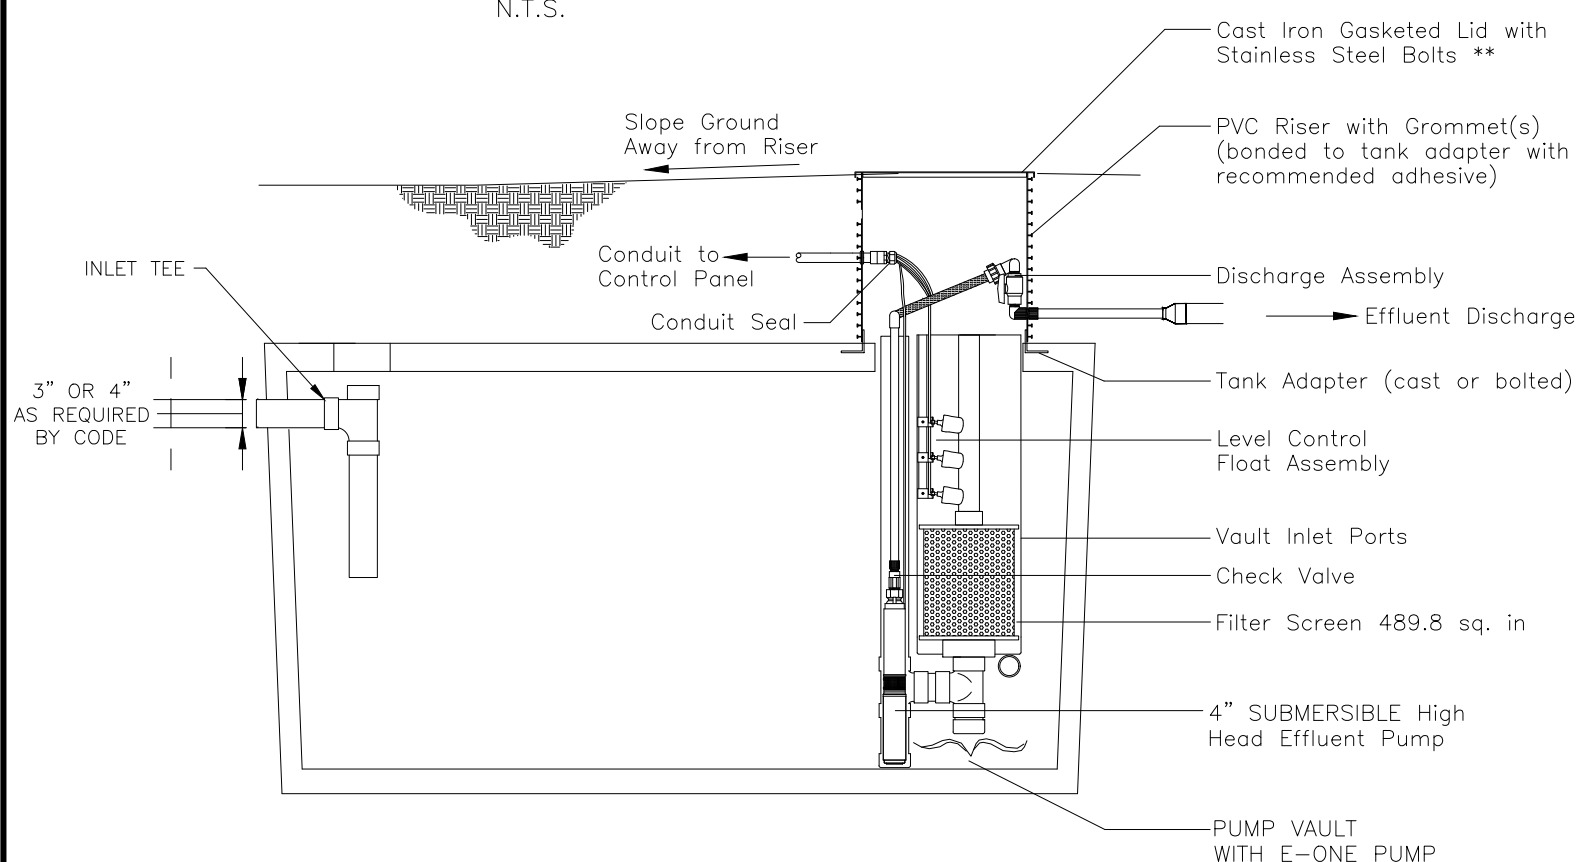 N.T.S.
Cast Iron Gasketed Lid with
Stainless Steel Bolts **
Slope Ground
Away from Riser
PVC Riser with Grommet(s)
(bonded to tank adapter with
recommended adhesive)
Conduit to
Control Panel
INLET TEE
Discharge Assembly
Conduit Seal
Effluent Discharge
3” OR 4”
AS REQUIRED
BY CODE
Tank Adapter (cast or bolted)
Level Control
Float Assembly
Vault Inlet Ports
Check Valve
Filter Screen 489.8 sq. in
4” SUBMERSIBLE High
Head Effluent Pump
PUMP VAULT
WITH E-ONE PUMP